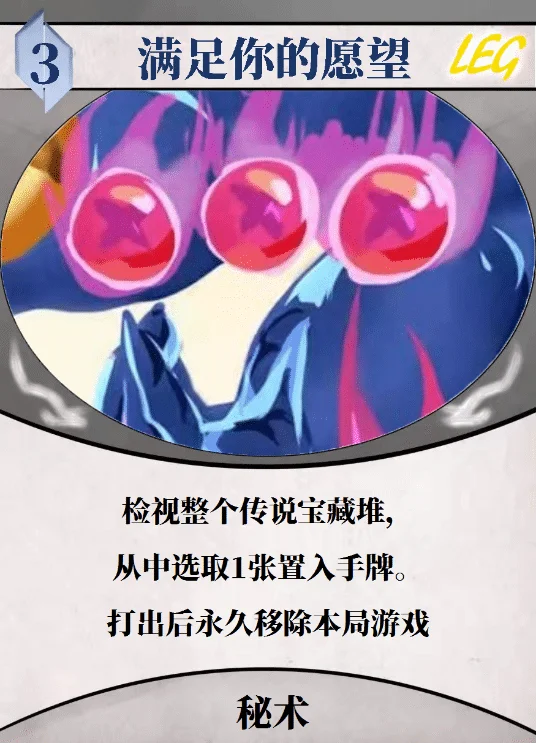 3
满足你的愿望
LEG
检视整个传说宝藏堆，
从中选取1张置入手牌。
打出后永久移除本局游戏
秘术